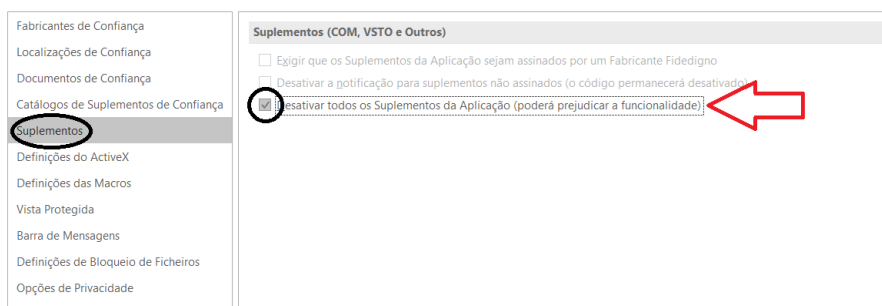 Fabricantes de Confiança
Localizações de Confiança
Documentos de Confiança
Catálogos de Suplementos de Confiança
Suplementos
Definições do ActiveX
Definições das Macros
Vista Protegida
Barra de Mensagens
Definições de Bloqueio de Ficheiros
Opções de Privacidade
Suplementos (COM, VSTO e Outros)
Exigir que os Suplementos da Aplicação sejam assinados por um Fabricante Fidedigno
Desativar a notificação para suplementos não assinados (o código permanecerá desativado)
Desativar todos os Suplementos da Aplicação (poderá prejudicar a funcionalidade)